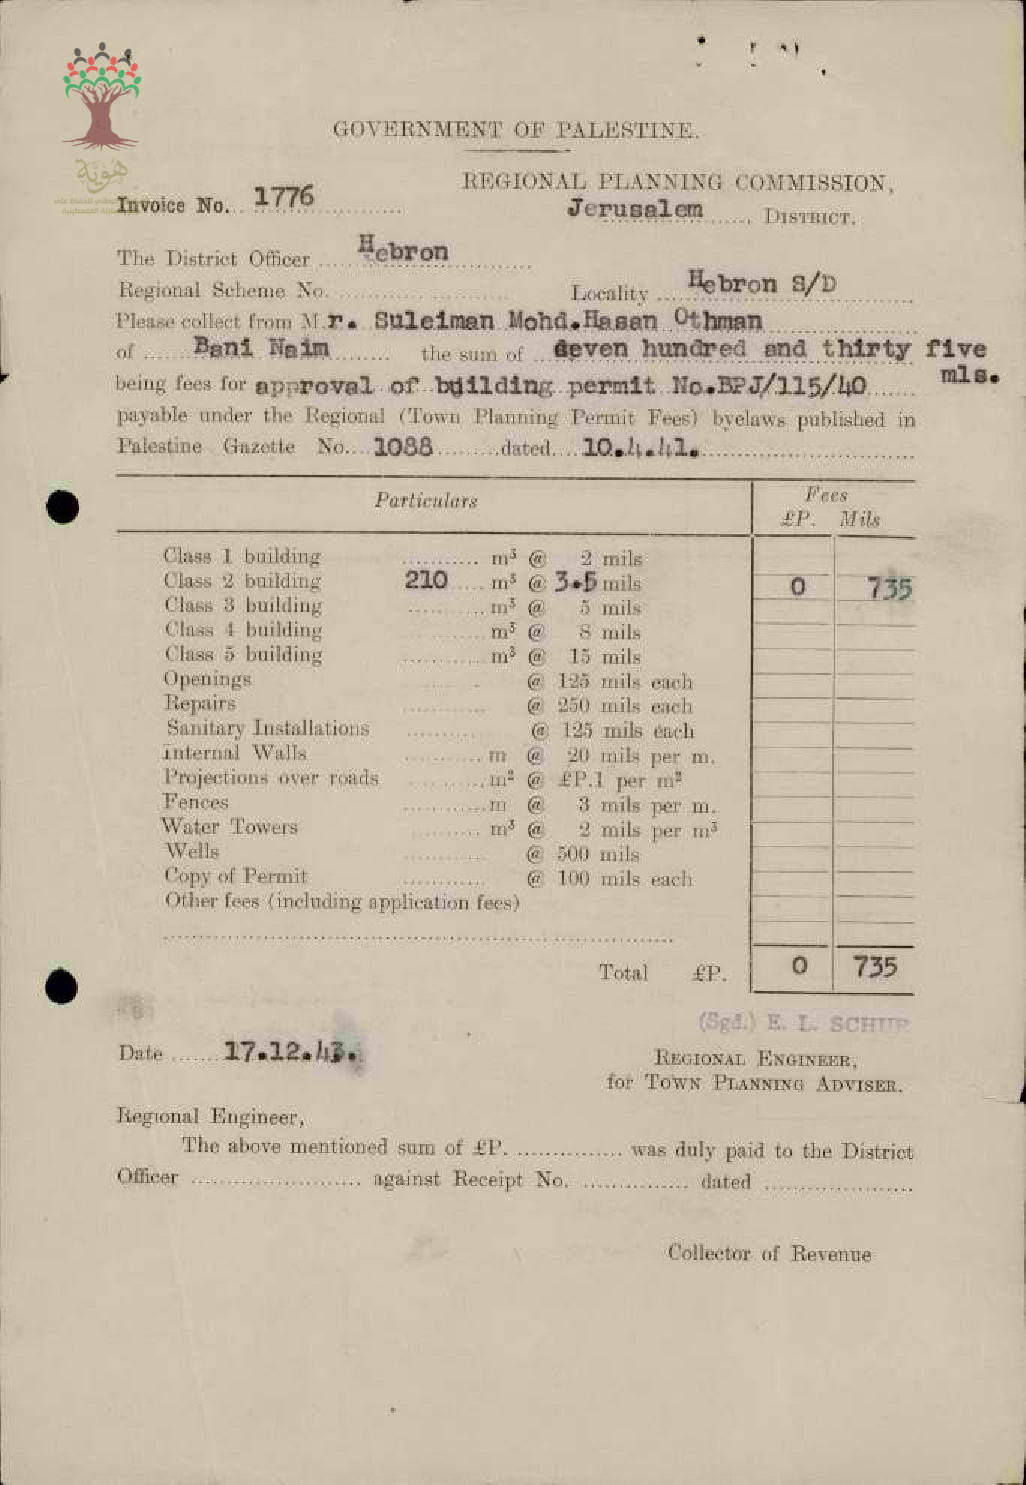 GOVERNMENT OF PALESTINE.
هُويّة
REGIONAL PLANNING COMMISSION,
Invoice No. 1776
Jerusalem DISTRICT.
The District Officer Hebron
Regional Scheme No. Locality Hebron S/D
Please collect from Mr. Suleiman Mohd.Hasan Othman
of Bani Naim the sum of seven hundred and thirty five
mls.
being fees for approval of building permit No.BPJ/115/40
payable under the Regional (Town Planning Permit Fees) byelaws published in
Palestine Gazette No. 1088 dated 10.4.41.
Particulars Fees
£P. Mils
Class 1 building m³ @ 2 mils
Class 2 building 210 m³ @ 3.5 mils 0 735
Class 3 building m³ @ 5 mils
Class 4 building m³ @ 8 mils
Class 5 building m³ @ 15 mils
Openings @ 125 mils each
Repairs @ 250 mils each
Sanitary Installations @ 125 mils each
Internal Walls m @ 20 mils per m.
Projections over roads m² @ £P.1 per m²
Fences m @ 3 mils per m.
Water Towers m³ @ 2 mils per m³
Wells @ 500 mils
Copy of Permit @ 100 mils each
Other fees (including application fees)
Total £P. 0 735
(Sgd.) E. L. SCHUR
Date 17.12.43.
REGIONAL ENGINEER,
for TOWN PLANNING ADVISER.
Regional Engineer,
The above mentioned sum of £P. was duly paid to the District
Officer against Receipt No. dated
Collector of Revenue